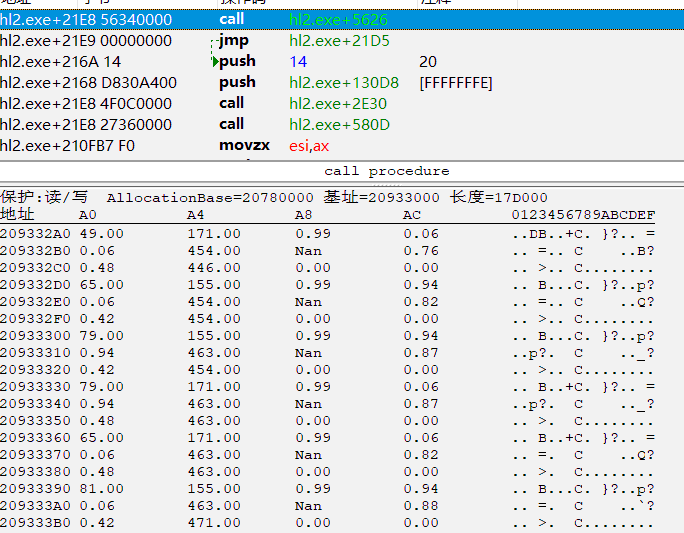 hl2.exe+21E8 56340000 call hl2.exe+5626
hl2.exe+21E9 00000000 jmp hl2.exe+21D5
hl2.exe+216A 14 push 14 20
hl2.exe+2168 D830A400 push hl2.exe+130D8 [FFFFFFFE]
hl2.exe+21E8 4F0C0000 call hl2.exe+2E30
hl2.exe+21E8 27360000 call hl2.exe+580D
hl2.exe+210FB7 F0 movzx esi,ax
call procedure
保护:读/写 AllocationBase=20780000 基址=20933000 长度=17D000
地址 A0 A4 A8 AC 0123456789ABCDEF
209332A0 49.00 171.00 0.99 0.06 ..DB..+C. }?.. =
209332B0 0.06 454.00 Nan 0.76 .. =. C ..B?
209332C0 0.48 446.00 0.00 0.00 .. >. C........
209332D0 65.00 155.00 0.99 0.94 .. B...C. }?..p?
209332E0 0.06 454.00 Nan 0.82 .. =. C ..Q?
209332F0 0.42 454.00 0.00 0.00 .. >. C........
20933300 79.00 155.00 0.99 0.94 .. B...C. }?..p?
20933310 0.94 463.00 Nan 0.87 ..p?. C .._?
20933320 0.42 454.00 0.00 0.00 .. >. C........
20933330 79.00 171.00 0.99 0.06 .. B..+C. }?.. =
20933340 0.94 463.00 Nan 0.87 ..p?. C .._?
20933350 0.48 463.00 0.00 0.00 .. >. C........
20933360 65.00 171.00 0.99 0.06 .. B..+C. }?.. =
20933370 0.06 463.00 Nan 0.82 .. =. C ..Q?
20933380 0.48 463.00 0.00 0.00 .. >. C........
20933390 81.00 155.00 0.99 0.94 .. B...C. }?..p?
209333A0 0.06 463.00 Nan 0.88 .. =. C ..`?
209333B0 0.42 471.00 0.00 0.00 .. >. C........